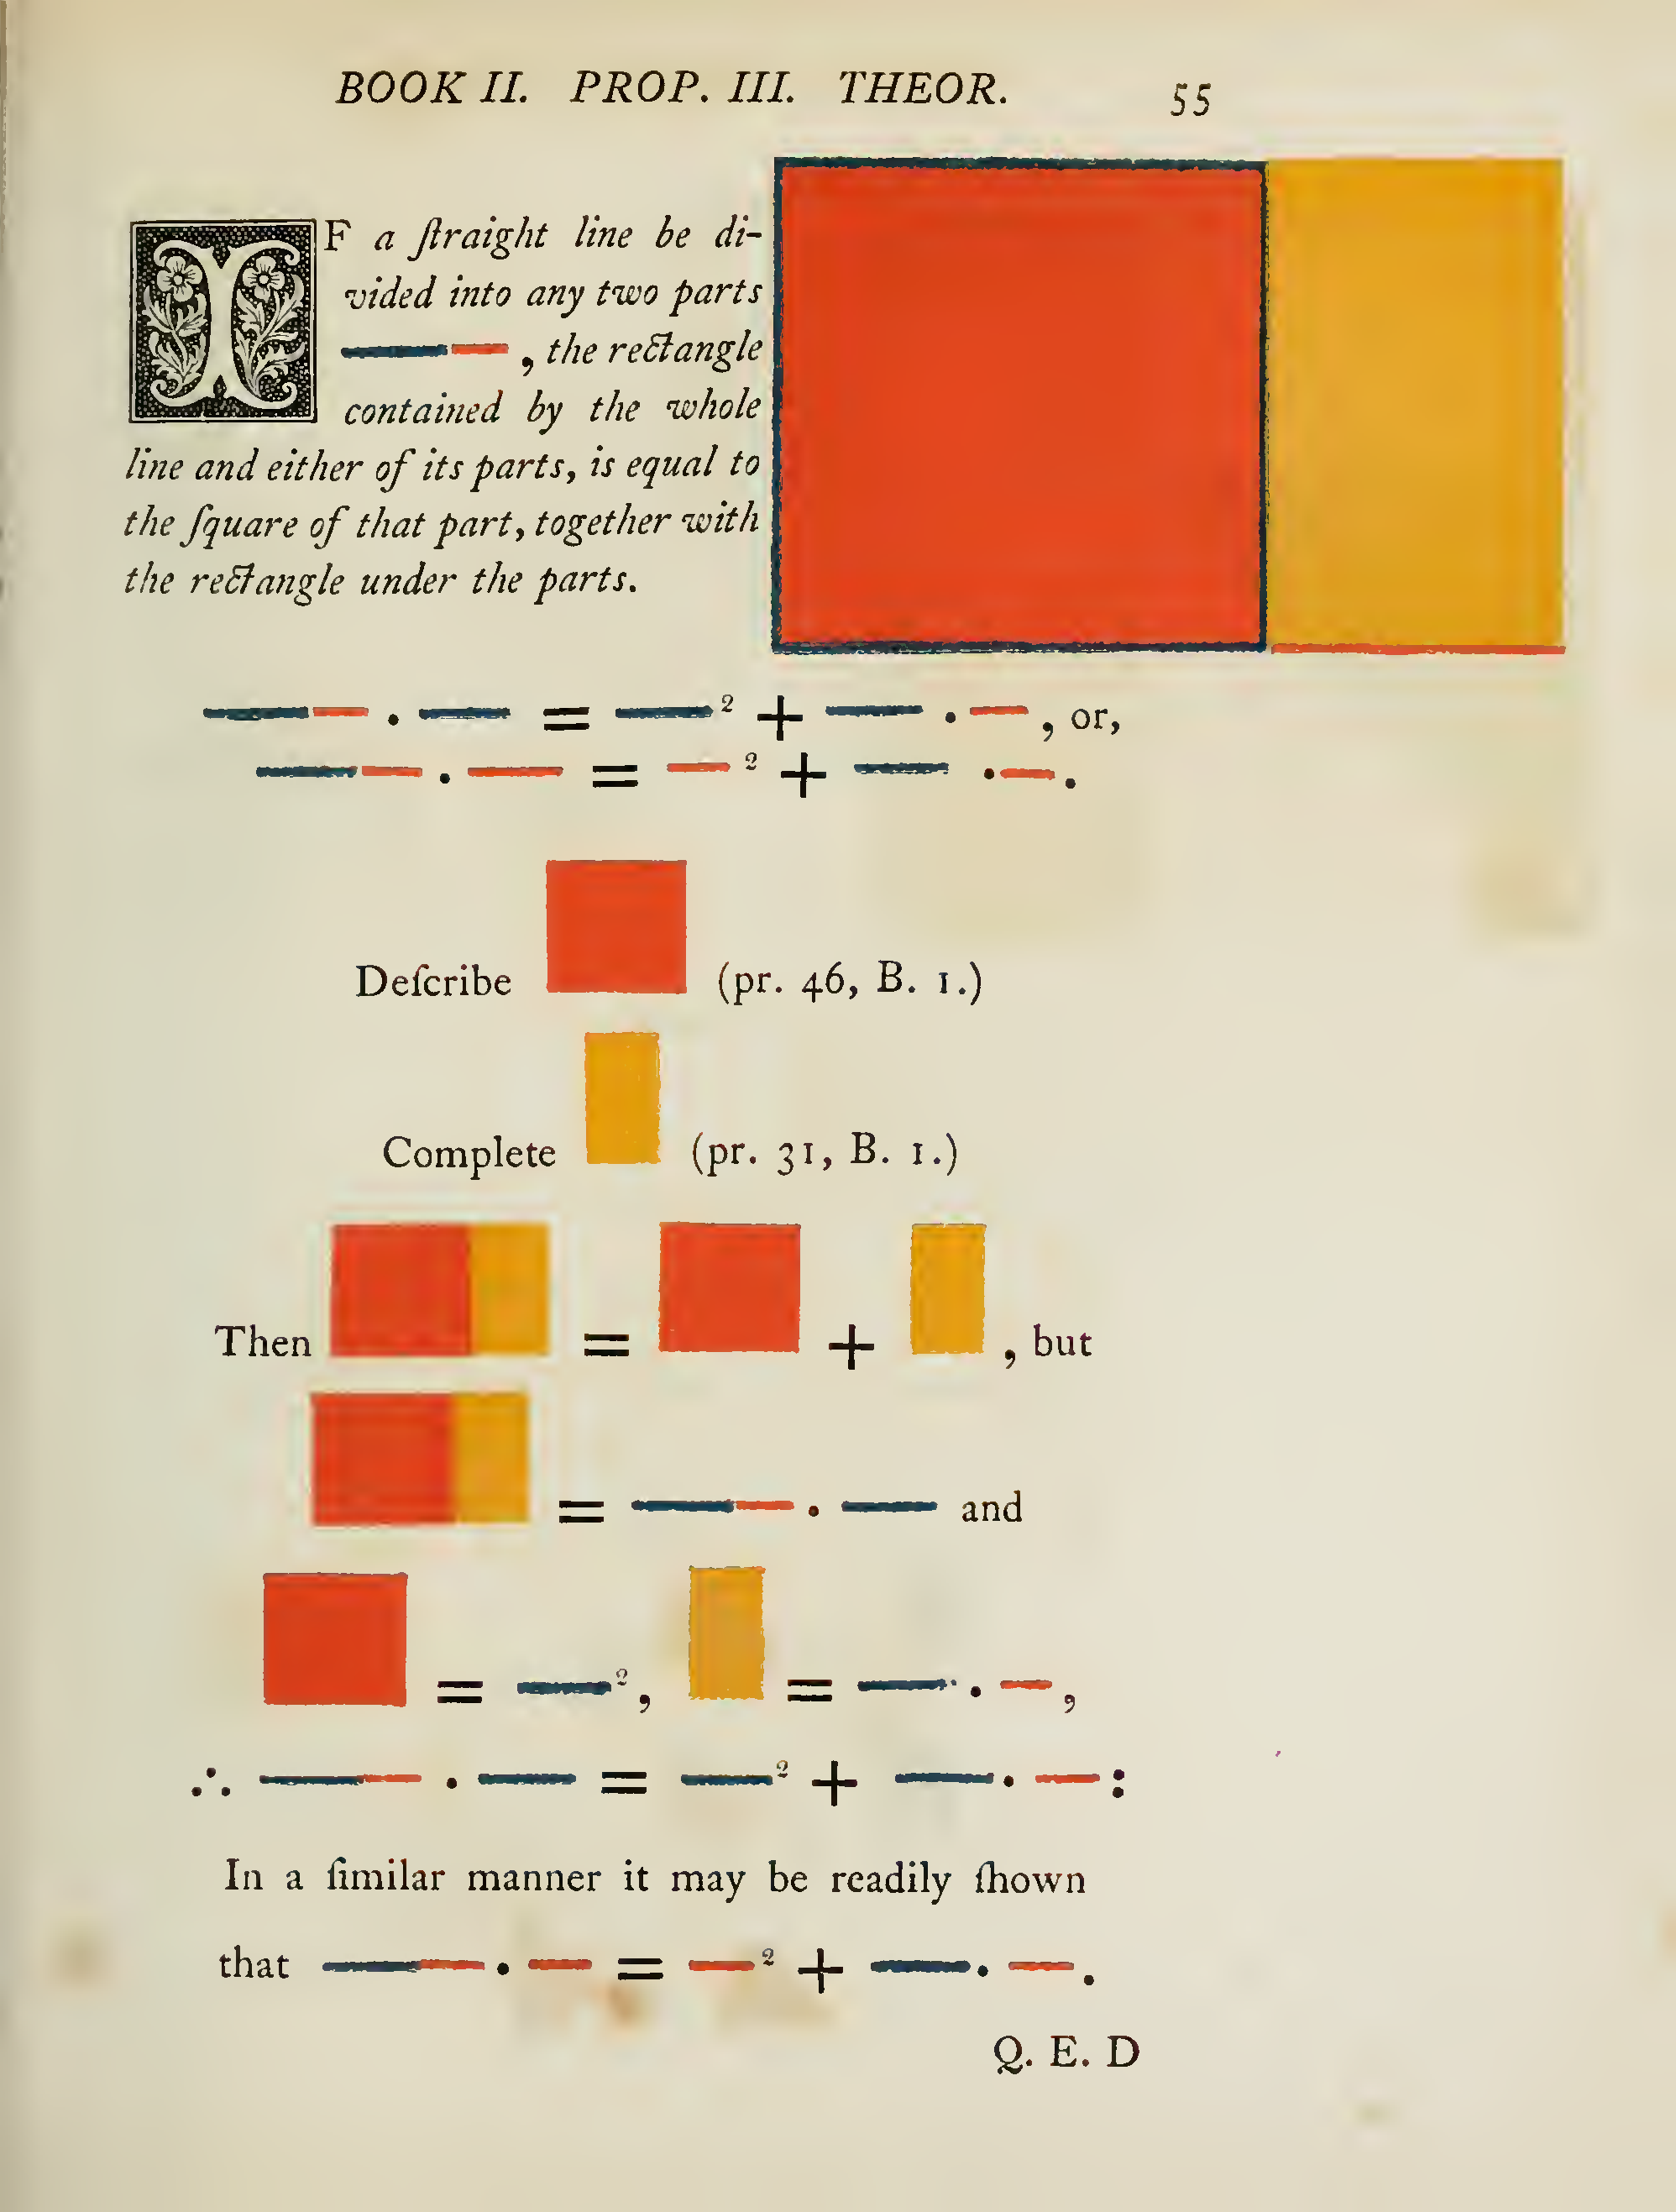 BOOK II. PROP. III. THEOR. 55
IF a ſtraight line be di-
vided into any two parts
, the rectangle
contained by the whole
line and either of its parts, is equal to
the ſquare of that part, together with
the rectangle under the parts.
. = ² + . , or,
. = ² + . .
Deſcribe (pr. 46, B. 1.)
Complete (pr. 31, B. 1.)
Then = + , but
= . and
= ², = . ,
∴ . = ² + . :
In a ſimilar manner it may be readily ſhown
that . = ² + . .
Q. E. D